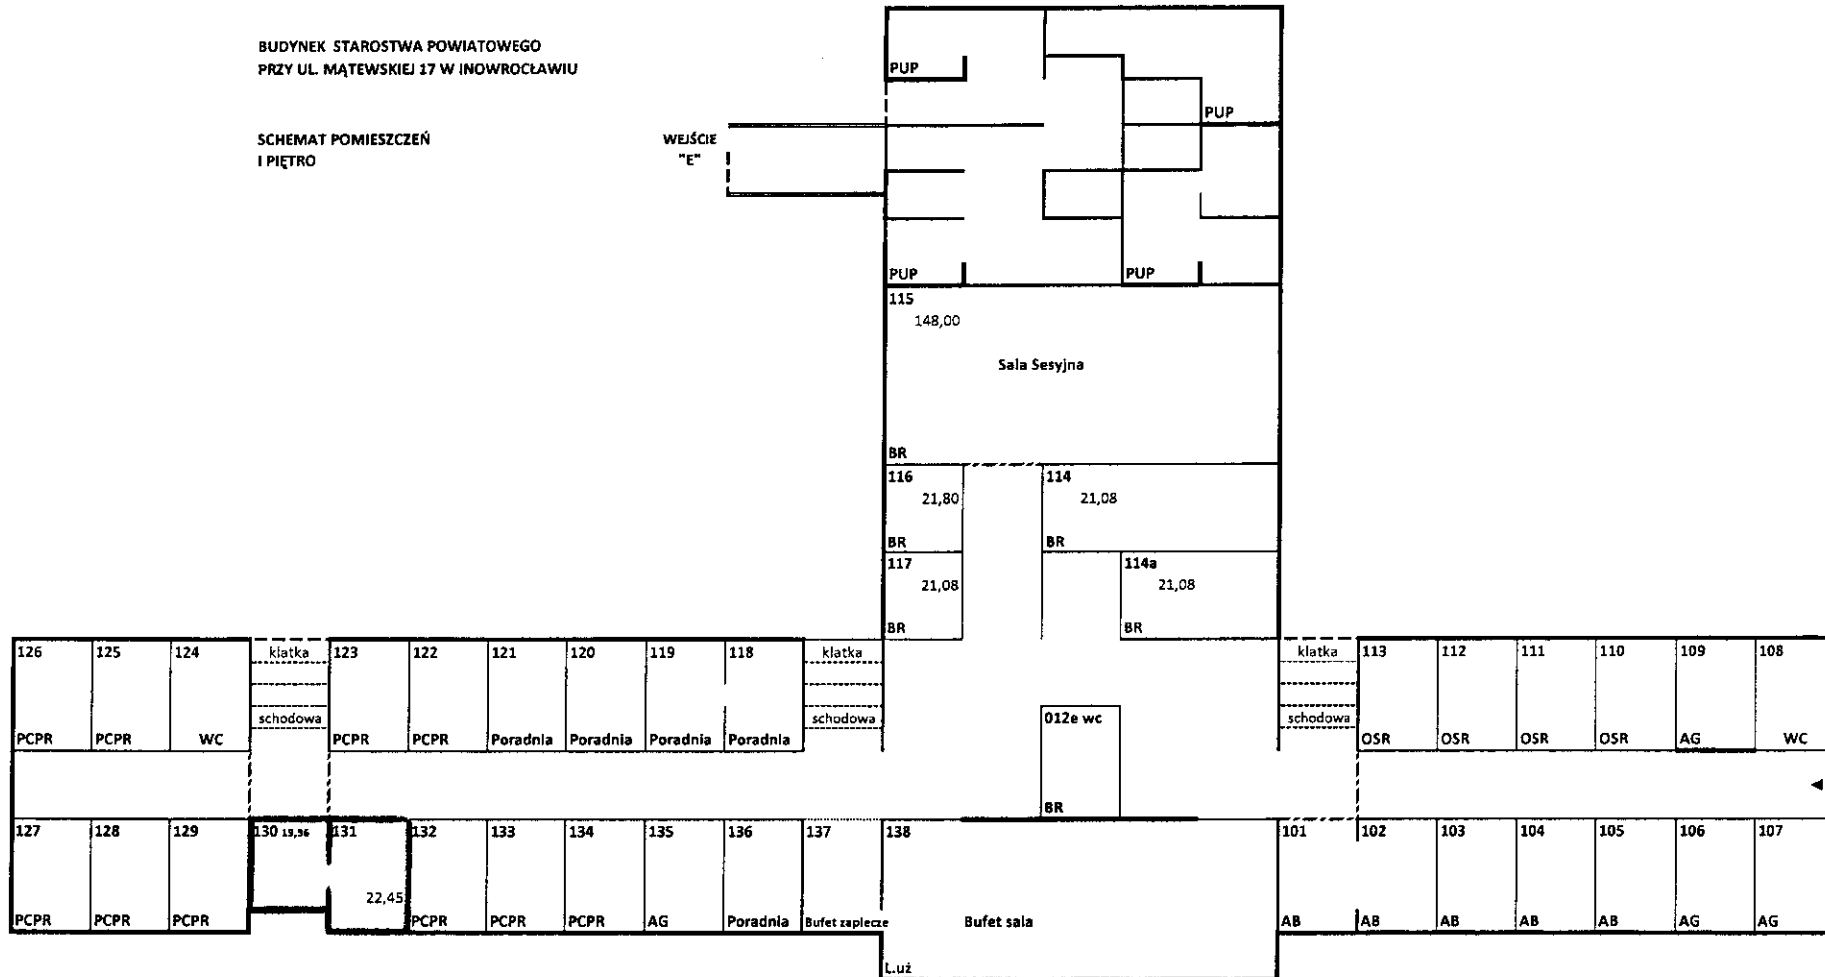 BUDYNEK STAROSTWA POWIATOWEGO
PRZY UL. MĄTEWSKIEJ 17 W INOWROCŁAWIU
SCHEMAT POMIESZCZEŃ
I PIĘTRO
WEJŚCIE
"E"
PUP
PUP
PUP
PUP
115
148,00
Sala Sesyjna
BR
116
21,80
BR
114
21,08
BR
117
21,08
BR
114a
21,08
BR
126 125 124 klatka 123 122 121 120 119 118 klatka klatka 113 112 111 110 109 108
schodowa schodowa 012e wc schodowa
PCPR PCPR WC PCPR PCPR Poradnia Poradnia Poradnia Poradnia OSR OSR OSR OSR AG WC
BR
127 128 129 130 19,96 131 132 133 134 135 136 137 138 101 102 103 104 105 106 107
22,45
PCPR PCPR PCPR PCPR PCPR PCPR AG Poradnia Bufet zaplecze Bufet sala AB AB AB AB AB AG AG
L.uż